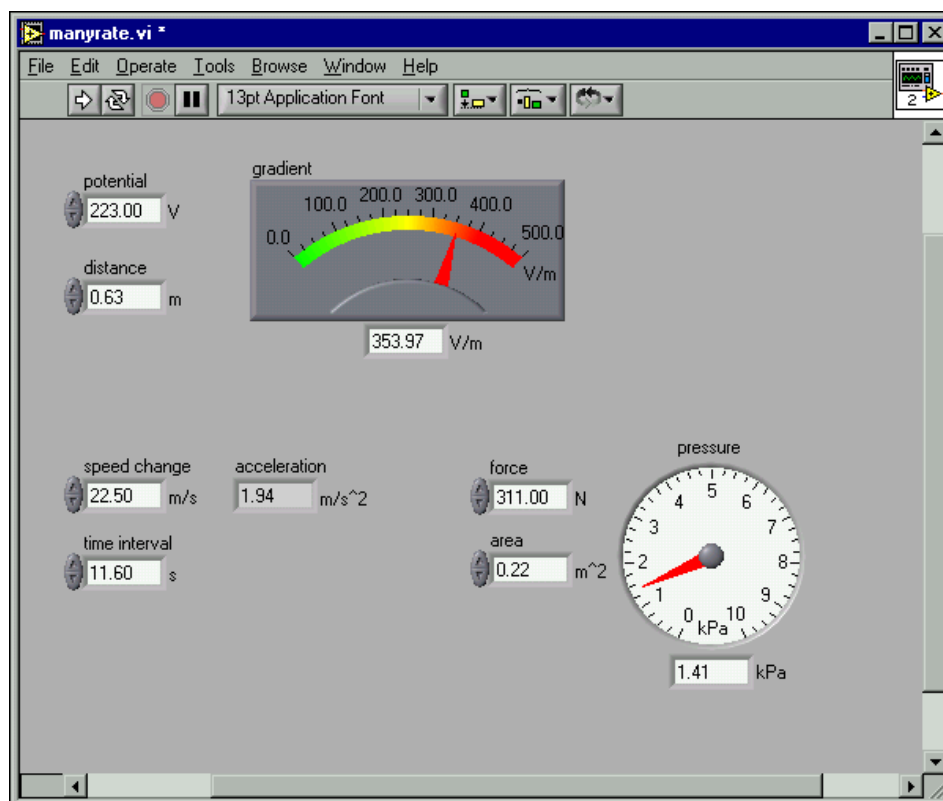 manyrate.vi *
File Edit Operate Tools Browse Window Help
13pt Application Font
2
potential
223.00 V
distance
0.63 m
gradient
0.0 100.0 200.0 300.0 400.0 500.0
V/m
353.97 V/m
speed change
22.50 m/s
acceleration
1.94 m/s^2
time interval
11.60 s
force
311.00 N
area
0.22 m^2
pressure
0 1 2 3 4 5 6 7 8 9 10
kPa
1.41 kPa